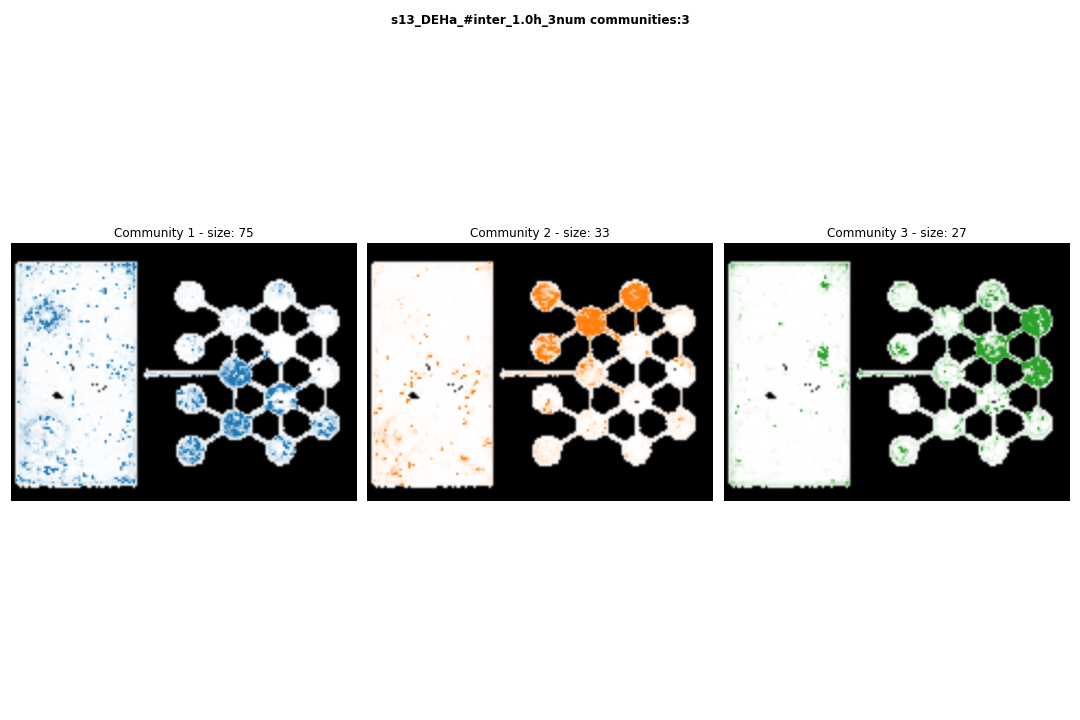 s13_DEHa_#inter_1.0h_3num communities:3
Community 1 - size: 75
Community 2 - size: 33
Community 3 - size: 27